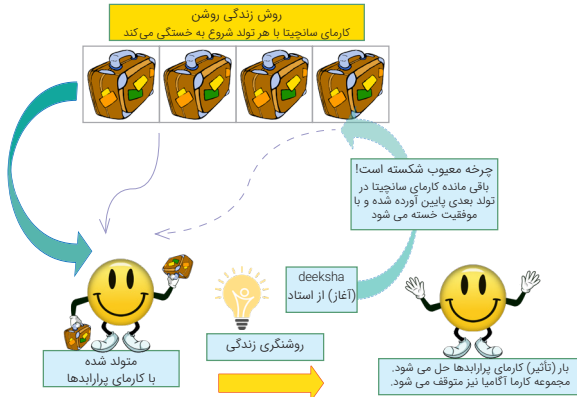 روش زندگی روشن
کارمای سانچیتا با هر تولد شروع به خستگی می‌کند
چرخه معیوب شکسته است!
باقی مانده کارمای سانچیتا در
تولد بعدی پایین آورده شده و با
موفقیت خسته می شود
deeksha
(آغاز) از استاد
روشنگری زندگی
متولد شده
با کارمای پرارابدها
بار (تأثیر) کارمای پرارابدها حل می شود.
مجموعه کارما آگامیا نیز متوقف می شود.